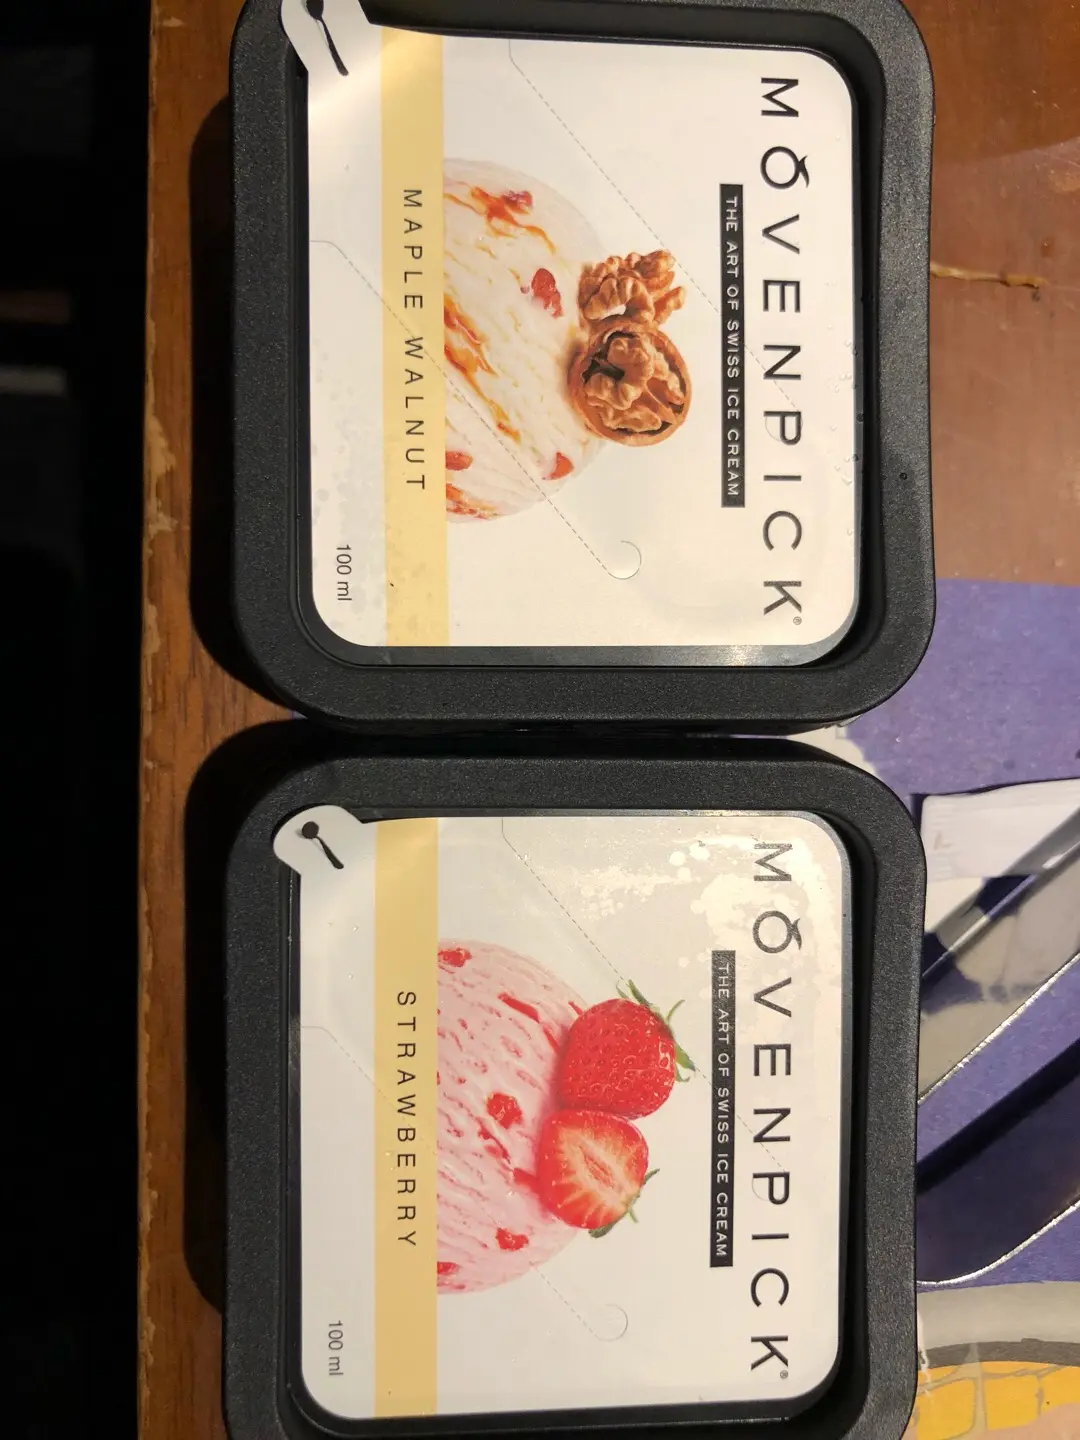 MÖVENPICK®
THE ART OF SWISS ICE CREAM
MAPLE WALNUT
100 ml
MÖVENPICK®
THE ART OF SWISS ICE CREAM
STRAWBERRY
100 ml